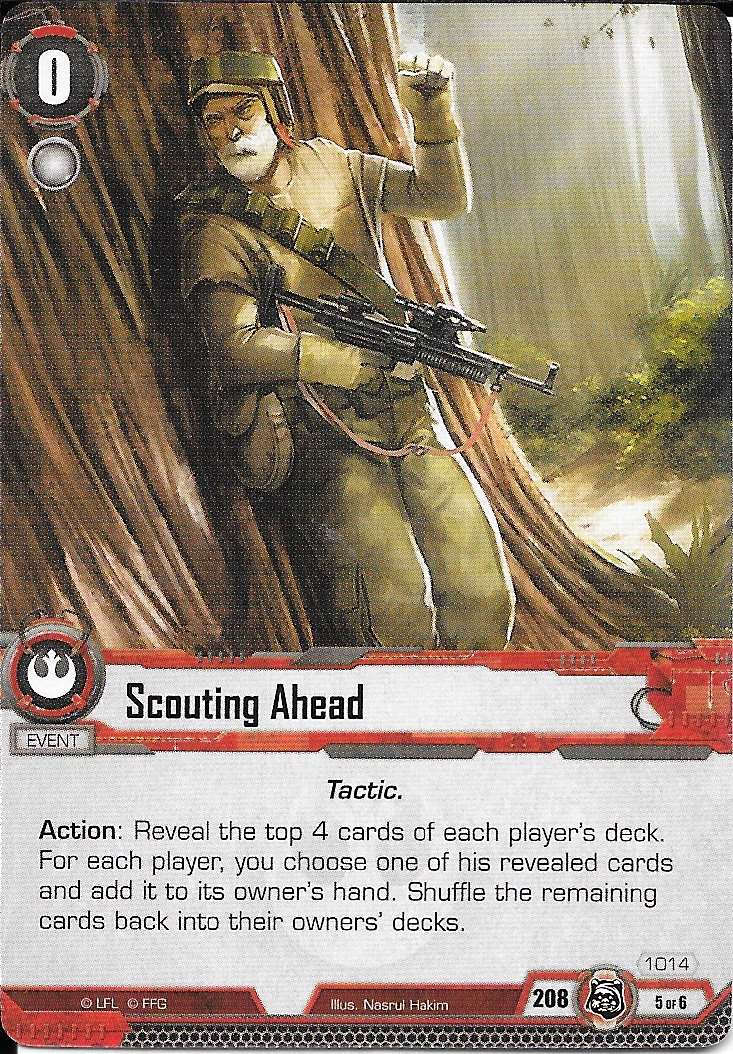 0
Scouting Ahead
EVENT
Tactic.
Action: Reveal the top 4 cards of each player's deck.
For each player, you choose one of his revealed cards
and add it to its owner's hand. Shuffle the remaining
cards back into their owners' decks.
1014
© LFL © FFG
Illus. Nasrul Hakim
208
5 OF 6